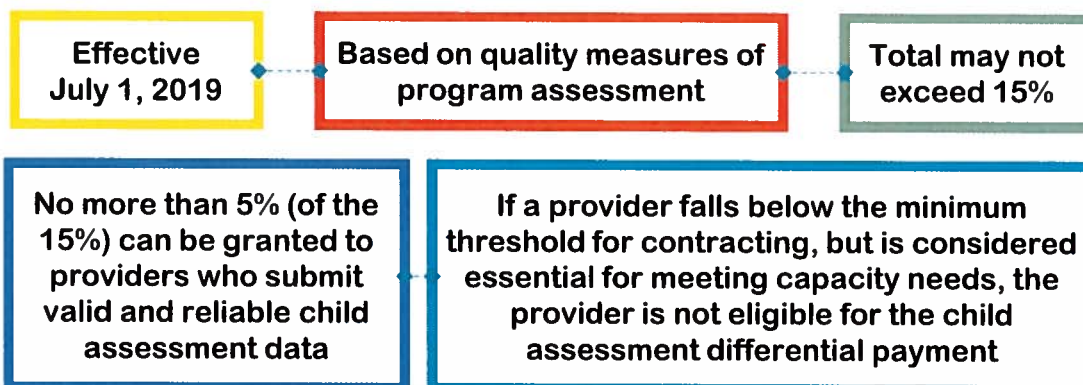 Effective
July 1, 2019
Based on quality measures of
program assessment
Total may not
exceed 15%
No more than 5% (of the
15%) can be granted to
providers who submit
valid and reliable child
assessment data
If a provider falls below the minimum
threshold for contracting, but is considered
essential for meeting capacity needs, the
provider is not eligible for the child
assessment differential payment